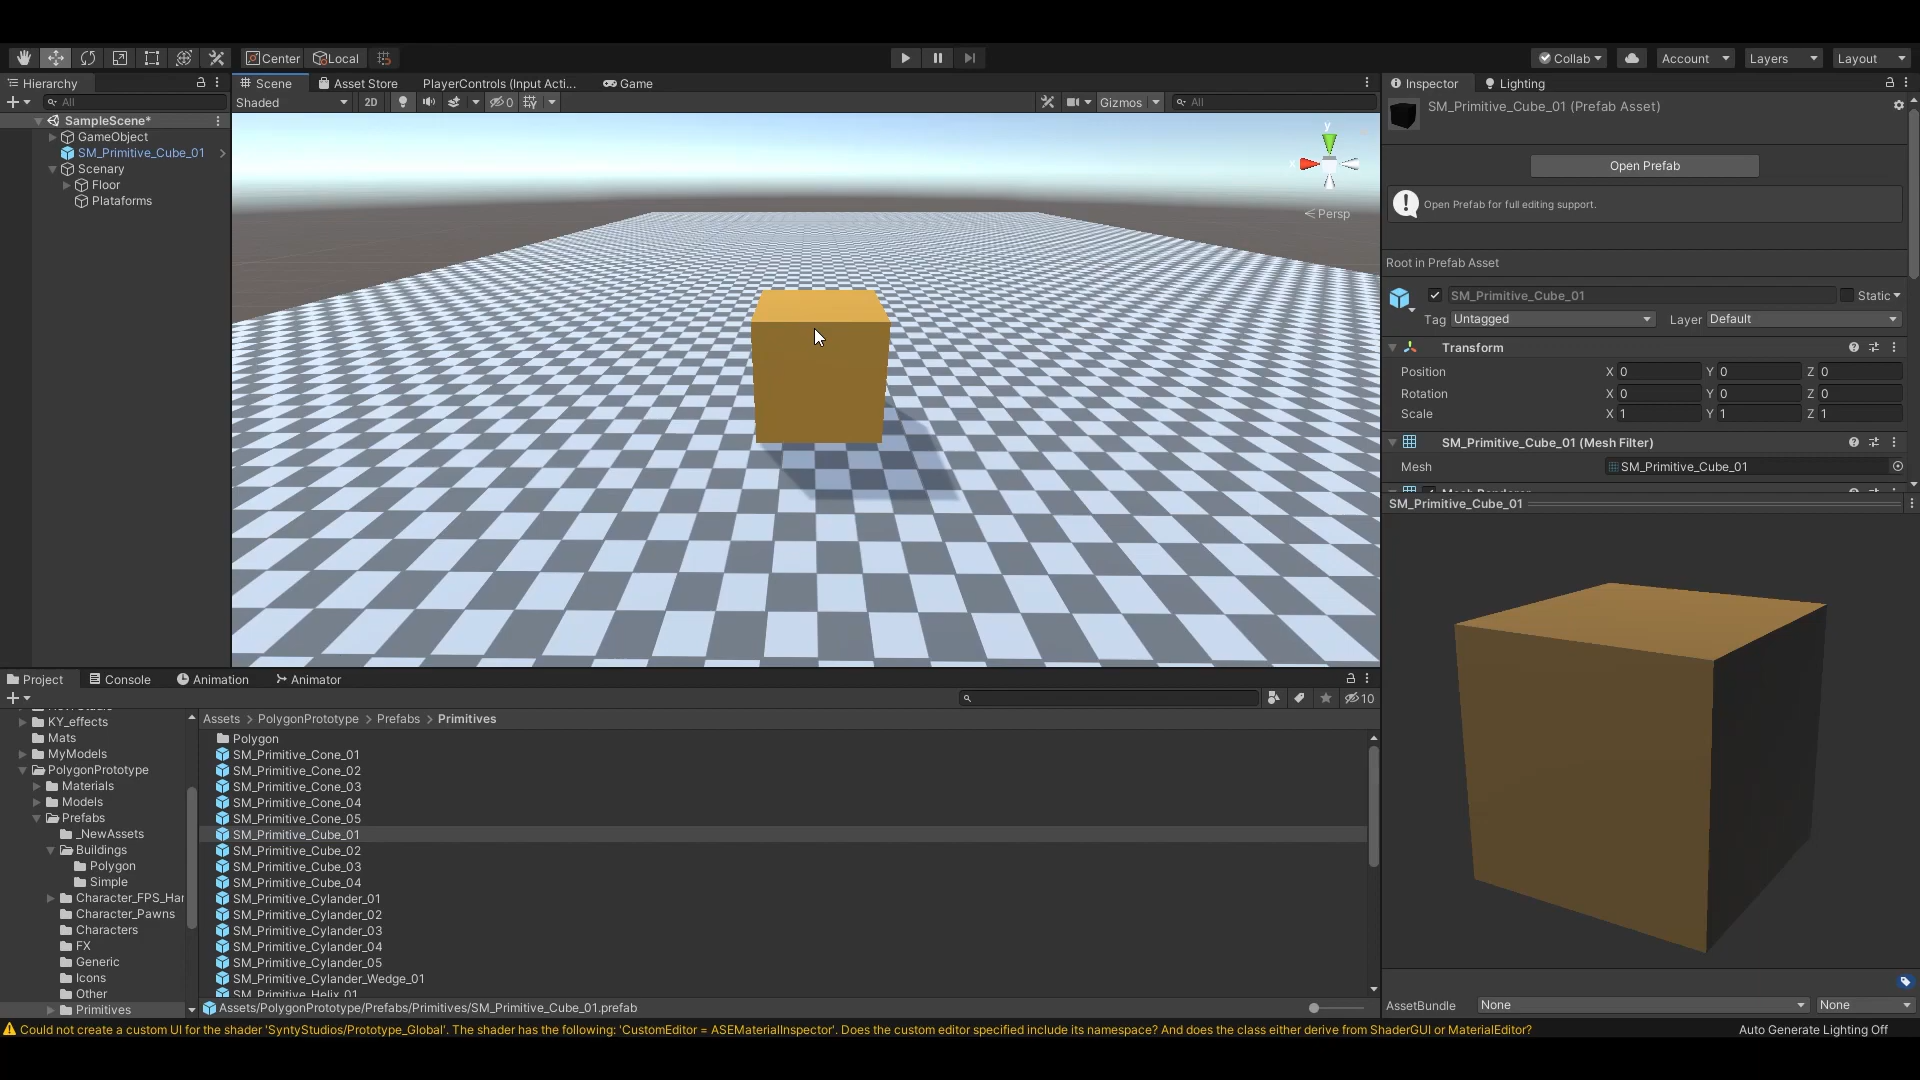 Center Local Collab Account Layers Layout
Hierarchy
All
SampleScene*
GameObject
SM_Primitive_Cube_01
Scenary
Floor
Plataforms
Scene Asset Store PlayerControls (Input Acti... Game
Shaded 2D 0 Gizmos All
y
x
Persp
Inspector Lighting
SM_Primitive_Cube_01 (Prefab Asset)
Open Prefab
Open Prefab for full editing support.
Root in Prefab Asset
SM_Primitive_Cube_01 Static
Tag Untagged Layer Default
Transform
Position X 0 Y 0 Z 0
Rotation X 0 Y 0 Z 0
Scale X 1 Y 1 Z 1
SM_Primitive_Cube_01 (Mesh Filter)
Mesh SM_Primitive_Cube_01
SM_Primitive_Cube_01
AssetBundle None None
Project Console Animation Animator
10
KY_effects
Mats
MyModels
PolygonPrototype
Materials
Models
Prefabs
_NewAssets
Buildings
Polygon
Simple
Character_FPS_Har
Character_Pawns
Characters
FX
Generic
Icons
Other
Primitives
Assets > PolygonPrototype > Prefabs > Primitives
Polygon
SM_Primitive_Cone_01
SM_Primitive_Cone_02
SM_Primitive_Cone_03
SM_Primitive_Cone_04
SM_Primitive_Cone_05
SM_Primitive_Cube_01
SM_Primitive_Cube_02
SM_Primitive_Cube_03
SM_Primitive_Cube_04
SM_Primitive_Cylander_01
SM_Primitive_Cylander_02
SM_Primitive_Cylander_03
SM_Primitive_Cylander_04
SM_Primitive_Cylander_05
SM_Primitive_Cylander_Wedge_01
SM_Primitive_Helix_01
Assets/PolygonPrototype/Prefabs/Primitives/SM_Primitive_Cube_01.prefab
Could not create a custom UI for the shader 'SyntyStudios/Prototype_Global'. The shader has the following: 'CustomEditor = ASEMaterialInspector'. Does the custom editor specified include its namespace? And does the class either derive from ShaderGUI or MaterialEditor?
Auto Generate Lighting Off